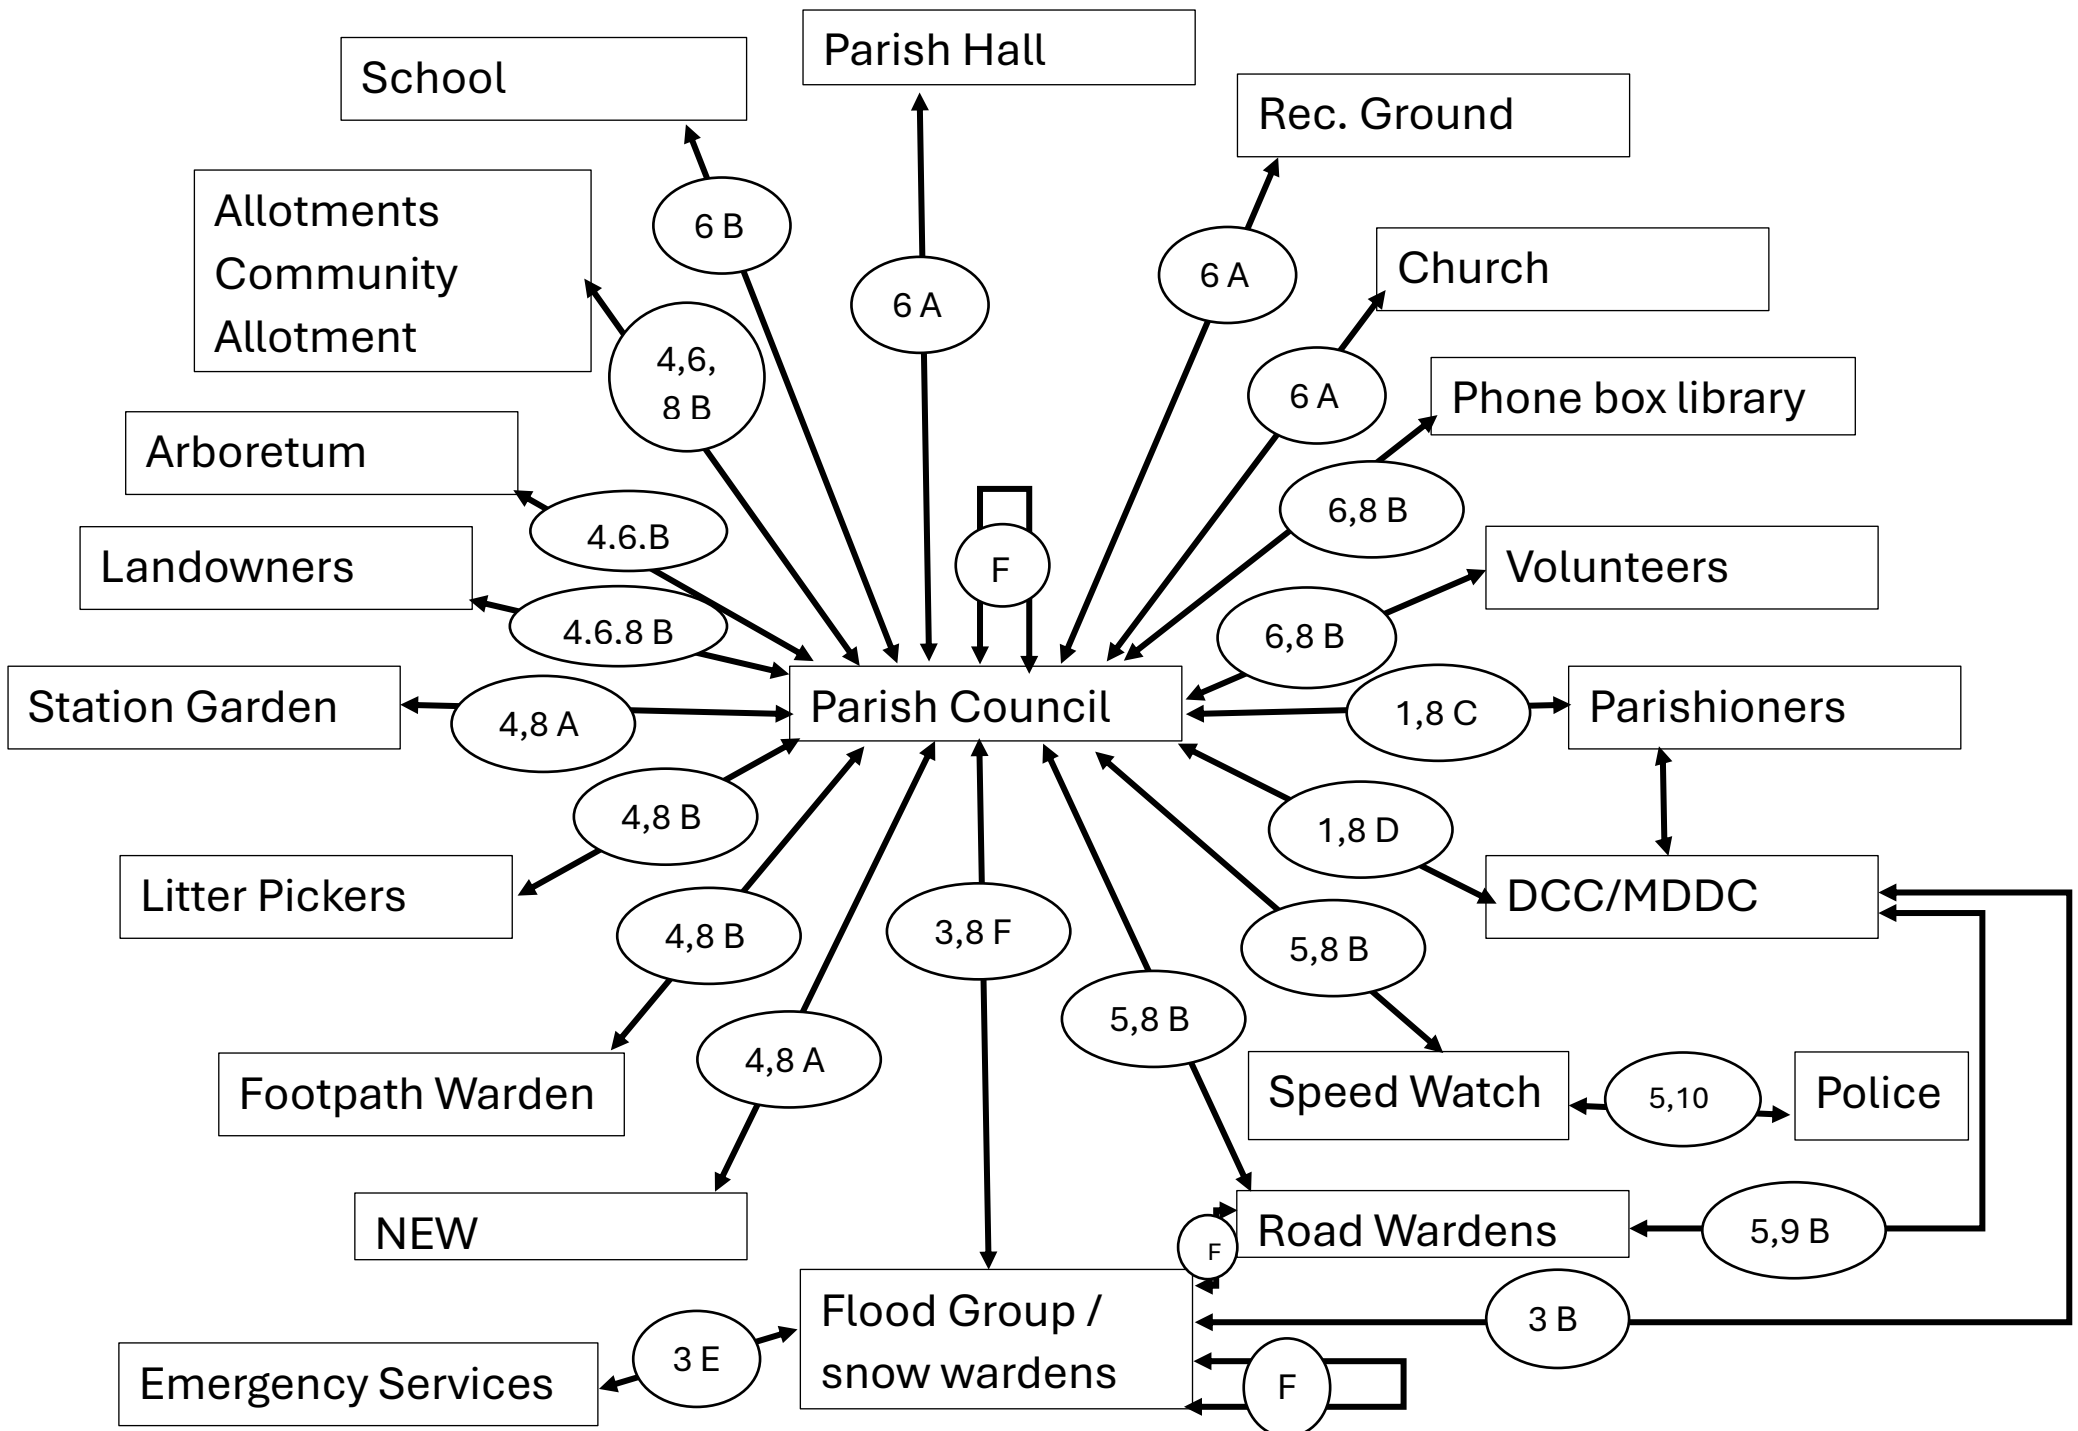 Parish Hall
School
Rec. Ground
Allotments
Community
Allotment
6 B
6 A
6 A
Church
4,6,
8 B
6 A
Phone box library
Arboretum
4.6.B
6,8 B
Landowners
F
Volunteers
4.6.8 B
6,8 B
Station Garden
4,8 A
Parish Council
1,8 C
Parishioners
4,8 B
1,8 D
Litter Pickers
DCC/MDDC
4,8 B
3,8 F
5,8 B
5,8 B
4,8 A
Footpath Warden
Speed Watch
5,10
Police
NEW
F
Road Wardens
5,9 B
Flood Group /
snow wardens
3 B
3 E
Emergency Services
F